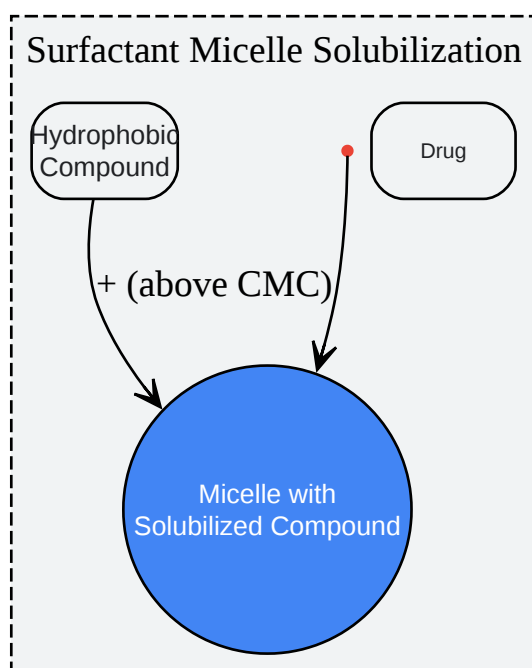 Surfactant Micelle Solubilization
Hydrophobic
Compound
Drug
+ (above CMC)
Micelle with
Solubilized Compound